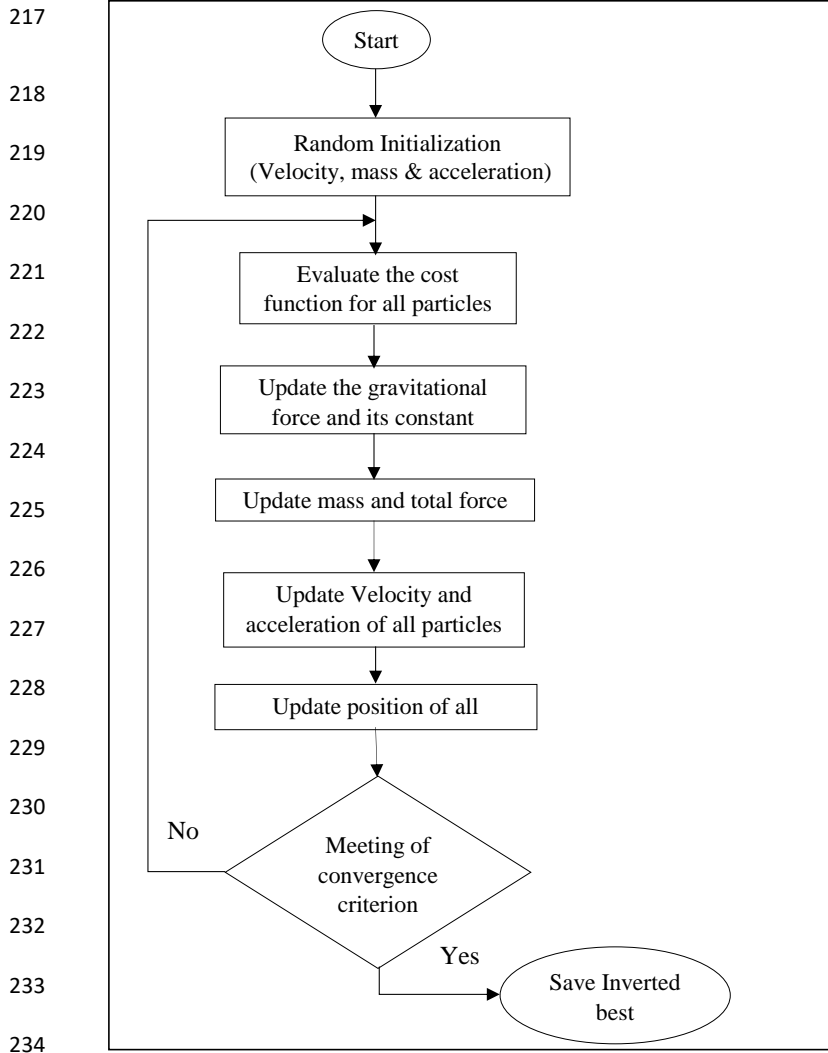 217
Start
218
219
Random Initialization
(Velocity, mass & acceleration)
220
221
Evaluate the cost
function for all particles
222
223
Update the gravitational
force and its constant
224
225
Update mass and total force
226
Update Velocity and
acceleration of all particles
227
228
Update position of all
229
230
No
Meeting of
convergence
criterion
231
232
Yes
233
Save Inverted
best
234